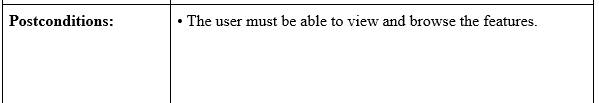 Postconditions:
• The user must be able to view and browse the features.